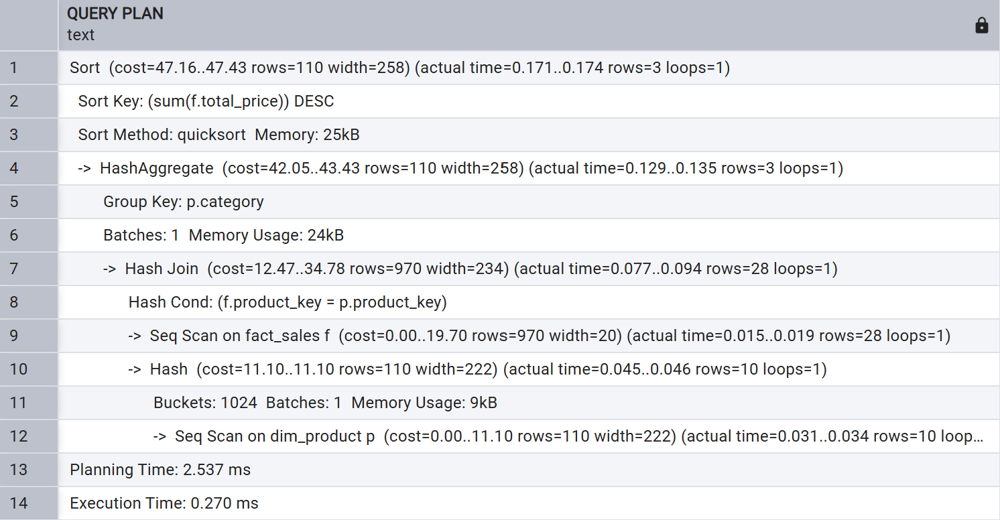 QUERY PLAN
text
1 Sort (cost=47.16..47.43 rows=110 width=258) (actual time=0.171..0.174 rows=3 loops=1)
2 Sort Key: (sum(f.total_price)) DESC
3 Sort Method: quicksort Memory: 25kB
4 -> HashAggregate (cost=42.05..43.43 rows=110 width=258) (actual time=0.129..0.135 rows=3 loops=1)
5 Group Key: p.category
6 Batches: 1 Memory Usage: 24kB
7 -> Hash Join (cost=12.47..34.78 rows=970 width=234) (actual time=0.077..0.094 rows=28 loops=1)
8 Hash Cond: (f.product_key = p.product_key)
9 -> Seq Scan on fact_sales f (cost=0.00..19.70 rows=970 width=20) (actual time=0.015..0.019 rows=28 loops=1)
10 -> Hash (cost=11.10..11.10 rows=110 width=222) (actual time=0.045..0.046 rows=10 loops=1)
11 Buckets: 1024 Batches: 1 Memory Usage: 9kB
12 -> Seq Scan on dim_product p (cost=0.00..11.10 rows=110 width=222) (actual time=0.031..0.034 rows=10 loop...
13 Planning Time: 2.537 ms
14 Execution Time: 0.270 ms